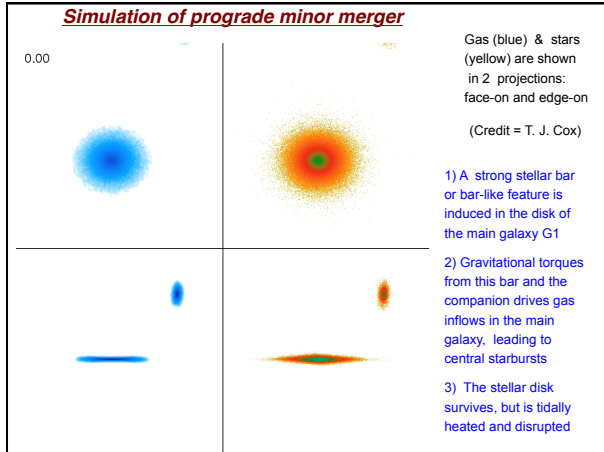 Simulation of prograde minor merger
0.00
Gas (blue) & stars
(yellow) are shown
in 2 projections:
face-on and edge-on
(Credit = T. J. Cox)
1) A strong stellar bar
or bar-like feature is
induced in the disk of
the main galaxy G1
2) Gravitational torques
from this bar and the
companion drives gas
inflows in the main
galaxy, leading to
central starbursts
3) The stellar disk
survives, but is tidally
heated and disrupted